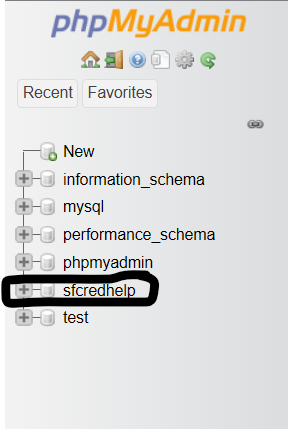 phpMyAdmin
Recent Favorites
New
information_schema
mysql
performance_schema
phpmyadmin
sfcredhelp
test